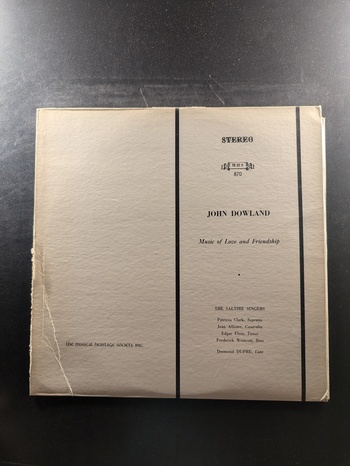 STEREO
MHS
870
JOHN DOWLAND
Music of Love and Friendship
THE SALTIRE SINGERS
Patricia Clark, Soprano
Jean Allister, Contralto
Edgar Fleet, Tenor
Frederick Westcott, Bass
Desmond DUPRE, Lute
the musical heritage society inc.